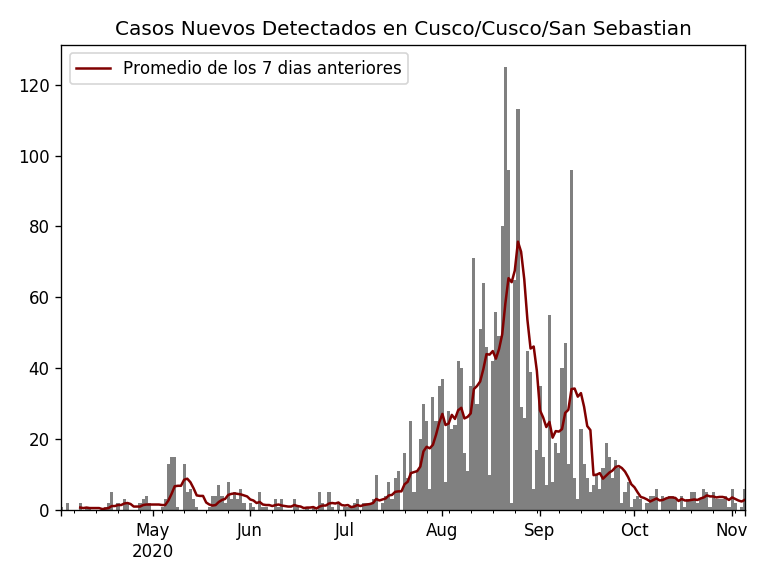 Casos Nuevos Detectados en Cusco/Cusco/San Sebastian
Promedio de los 7 dias anteriores
120
100
80
60
40
20
0
May Jun Jul Aug Sep Oct Nov
2020